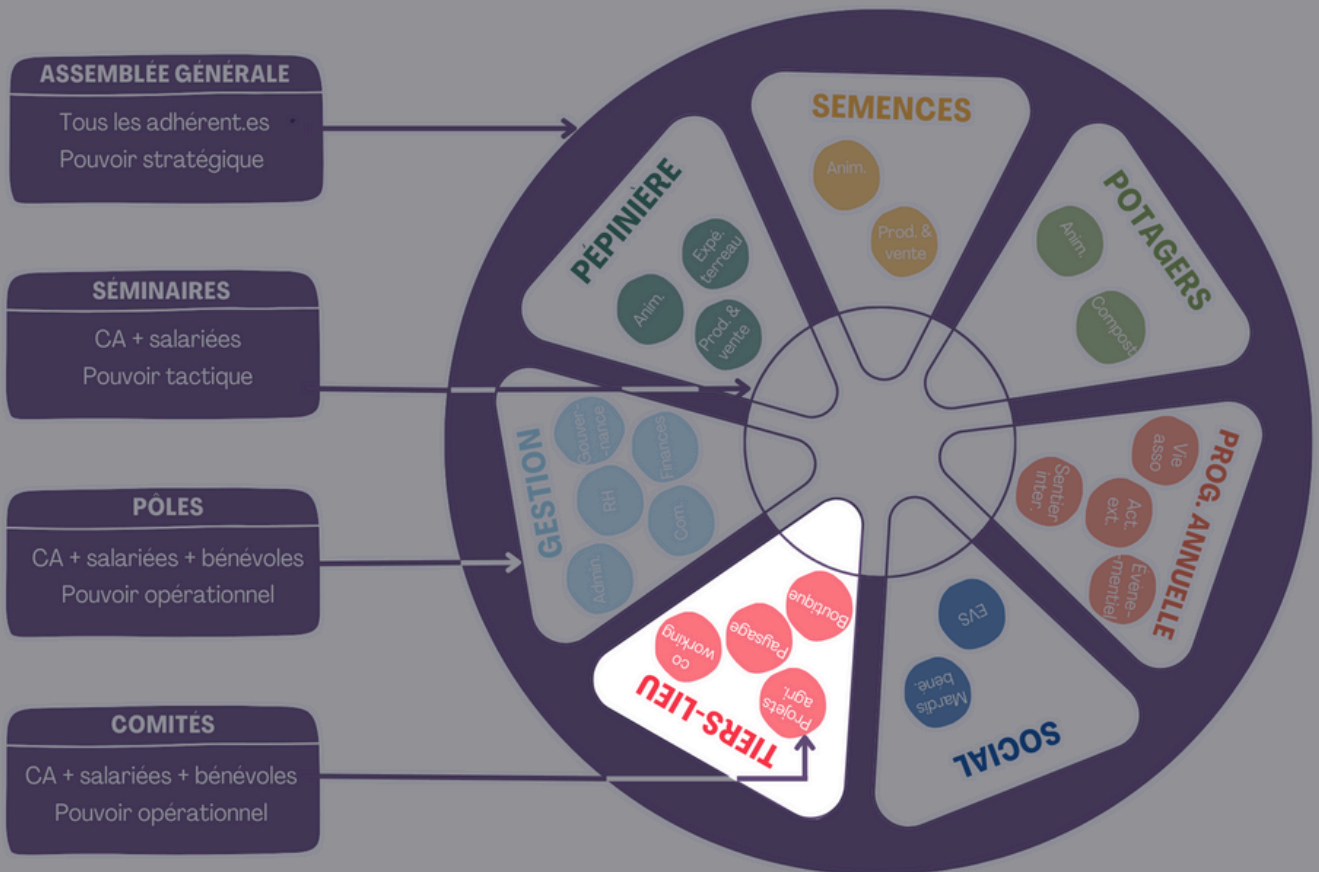 ASSEMBLÉE GÉNÉRALE
Tous les adhérent.es
Pouvoir stratégique
SÉMINAIRES
CA + salariées
Pouvoir tactique
PÔLES
CA + salariées + bénévoles
Pouvoir opérationnel
COMITÉS
CA + salariées + bénévoles
Pouvoir opérationnel
SEMENCES
Anim.
Prod. &
vente
POTAGERS
Anim.
Compost
PROG. ANNUELLE
Vie
asso
Sentier
inter.
Act.
ext.
Évene-
-mentiel
SOCIAL
EVS
Mardis
béné.
TIERS-LIEU
Boutique
Paysage
co
working
Projets
agri.
GESTION
Gouver-
-nance
Finances
RH
Com.
Admin.
PÉPINIÈRE
Expé.
terreau
Anim.
Prod. &
vente